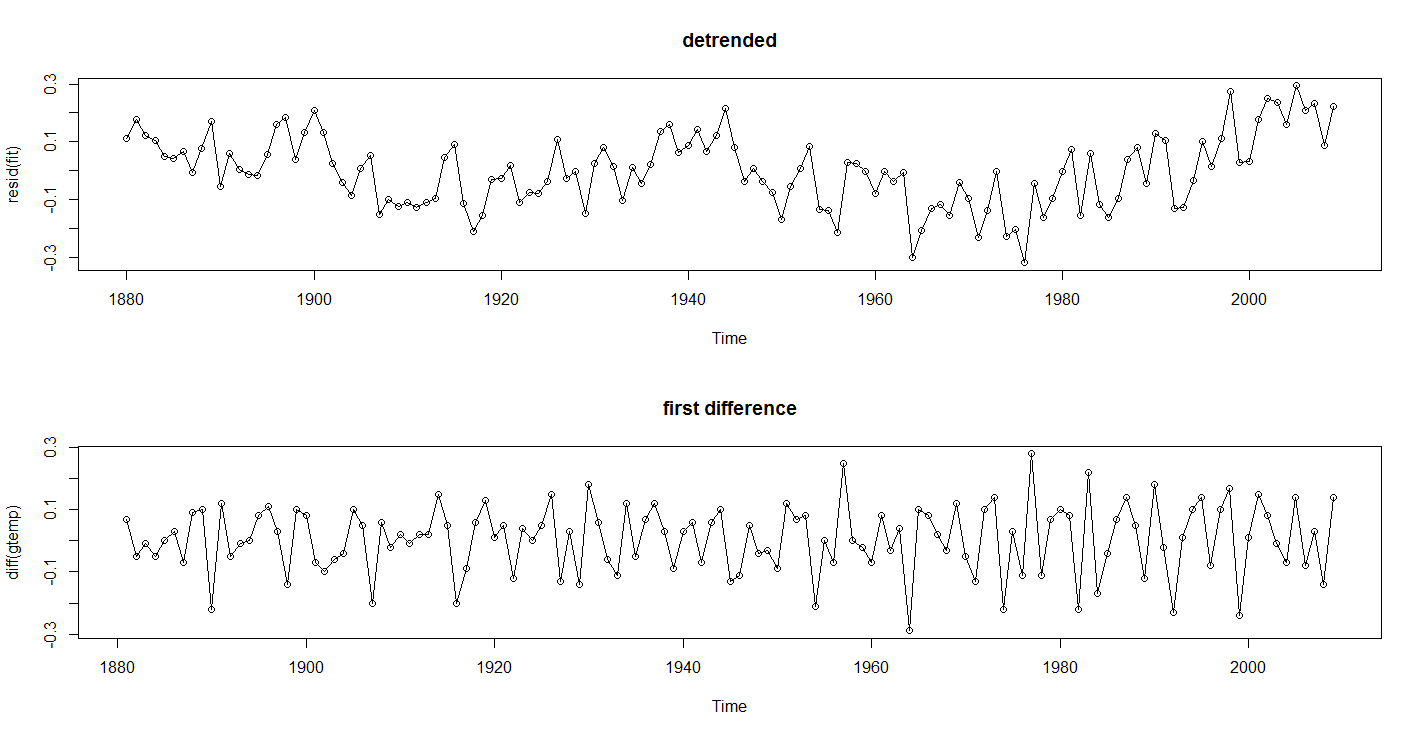 detrended
resid(fit)
0.3
0.1
-0.1
-0.3
1880 1900 1920 1940 1960 1980 2000
Time
first difference
diff(gtemp)
0.3
0.1
-0.1
-0.3
1880 1900 1920 1940 1960 1980 2000
Time